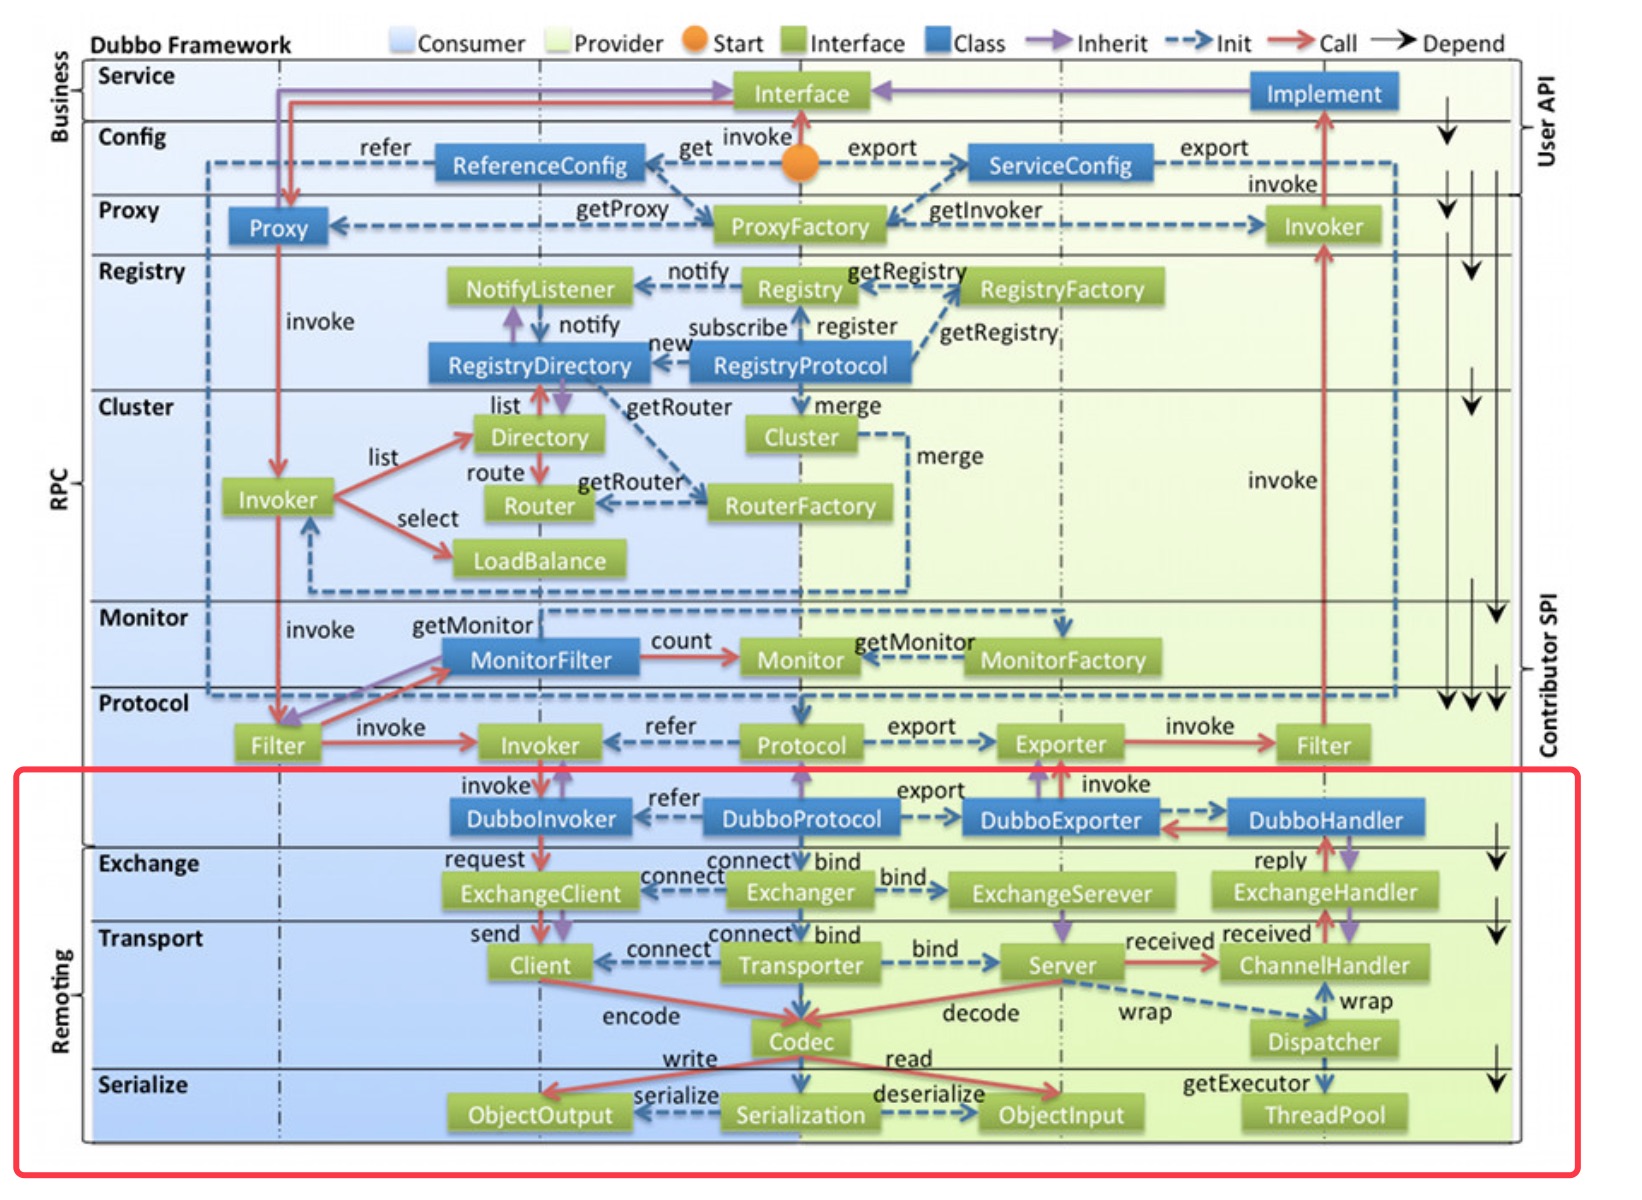 Dubbo Framework
Consumer Provider Start Interface Class Inherit Init Call Depend
Business
Service
Interface
Implement
User API
Config
refer
ReferenceConfig
get
invoke
export
ServiceConfig
export
invoke
Proxy
Proxy
getProxy
ProxyFactory
getInvoker
Invoker
RPC
Registry
NotifyListener
notify
Registry
getRegistry
RegistryFactory
invoke
notify
subscribe
register
getRegistry
RegistryDirectory
new
RegistryProtocol
Cluster
list
getRouter
merge
Directory
Cluster
list
merge
route
getRouter
invoke
Invoker
Router
RouterFactory
select
LoadBalance
Contributor SPI
Monitor
invoke
getMonitor
MonitorFilter
count
Monitor
getMonitor
MonitorFactory
Protocol
Filter
invoke
Invoker
refer
Protocol
export
Exporter
invoke
Filter
invoke
refer
export
invoke
DubboInvoker
DubboProtocol
DubboExporter
DubboHandler
Remoting
Exchange
request
connect
bind
reply
ExchangeClient
connect
Exchanger
bind
ExchangeSerever
ExchangeHandler
Transport
send
connect
bind
received
received
Client
connect
Transporter
bind
Server
ChannelHandler
encode
decode
wrap
wrap
Codec
Dispatcher
write
read
Serialize
serialize
deserialize
getExecutor
ObjectOutput
Serialization
ObjectInput
ThreadPool